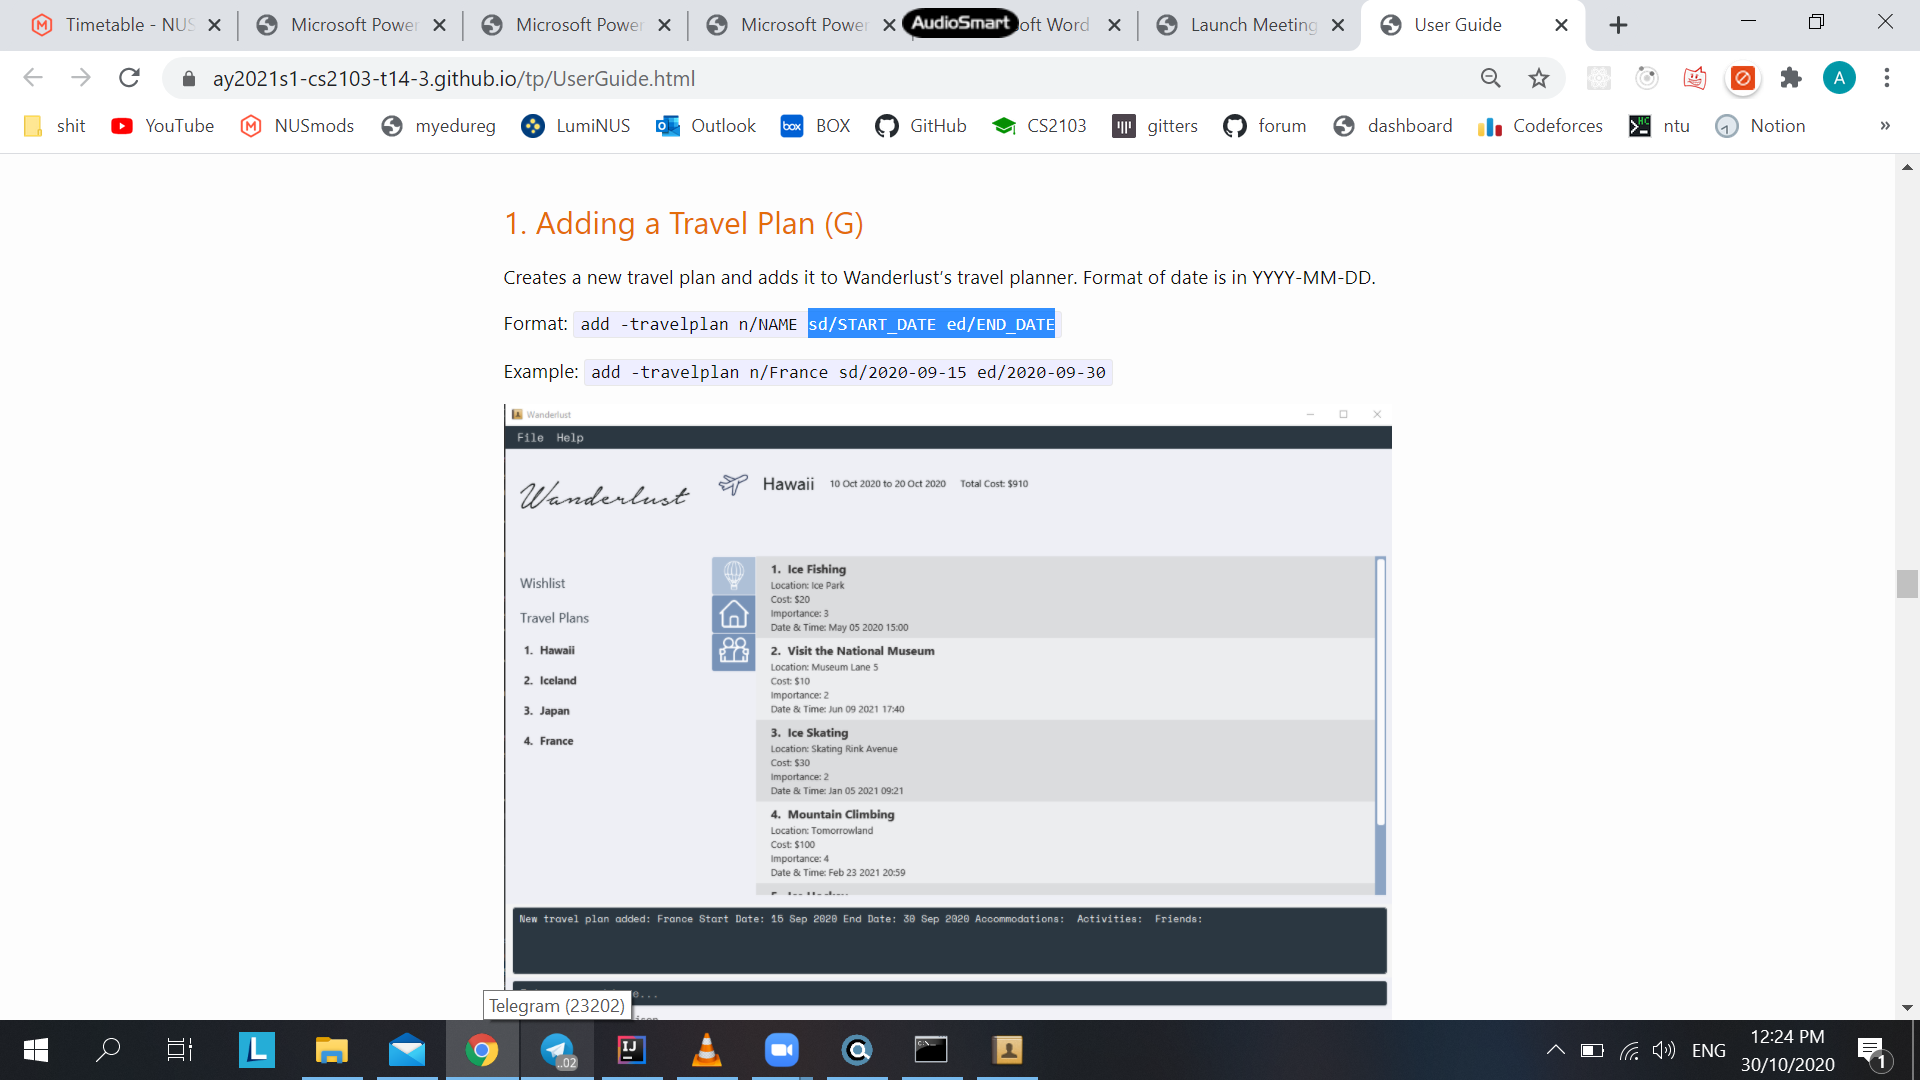 Timetable - NUS
Microsoft Power
Microsoft Power
Microsoft Power
AudioSmart
oft Word
Launch Meeting
User Guide
ay2021s1-cs2103-t14-3.github.io/tp/UserGuide.html
A
shit
YouTube
NUSmods
myedureg
LumiNUS
Outlook
box
BOX
GitHub
CS2103
gitters
forum
dashboard
Codeforces
ntu
Notion
»
1. Adding a Travel Plan (G)
Creates a new travel plan and adds it to Wanderlust's travel planner. Format of date is in YYYY-MM-DD.
Format: add -travelplan n/NAME sd/START_DATE ed/END_DATE
Example: add -travelplan n/France sd/2020-09-15 ed/2020-09-30
Wanderlust
File Help
Wanderlust
Hawaii 10 Oct 2020 to 20 Oct 2020 Total Cost: $910
Wishlist
Travel Plans
1. Hawaii
2. Iceland
3. Japan
4. France
1. Ice Fishing
Location: Ice Park
Cost: $20
Importance: 3
Date & Time: May 05 2020 15:00
2. Visit the National Museum
Location: Museum Lane 5
Cost: $10
Importance: 2
Date & Time: Jun 09 2021 17:40
3. Ice Skating
Location: Skating Rink Avenue
Cost: $30
Importance: 2
Date & Time: Jan 05 2021 09:21
4. Mountain Climbing
Location: Tomorrowland
Cost: $100
Importance: 4
Date & Time: Feb 23 2021 20:59
New travel plan added: France Start Date: 15 Sep 2020 End Date: 30 Sep 2020 Accommodations: Activities: Friends:
Telegram (23202)
L
..02
IJ
ENG
12:24 PM
30/10/2020
1